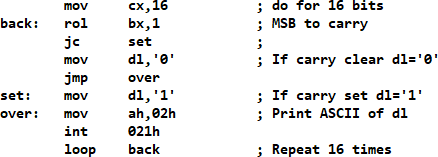 mov cx,16 ; do for 16 bits
back: rol bx,1 ; MSB to carry
jc set ;
mov dl,'0' ; If carry clear dl='0'
jmp over
set: mov dl,'1' ; If carry set dl='1'
over: mov ah,02h ; Print ASCII of dl
int 021h
loop back ; Repeat 16 times